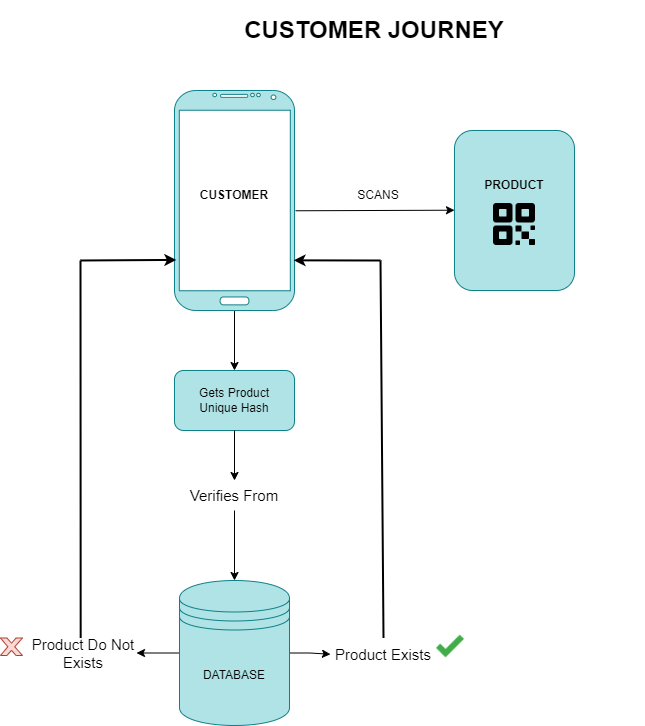 CUSTOMER JOURNEY
CUSTOMER
SCANS
PRODUCT
Gets Product
Unique Hash
Verifies From
Product Do Not
Exists
DATABASE
Product Exists